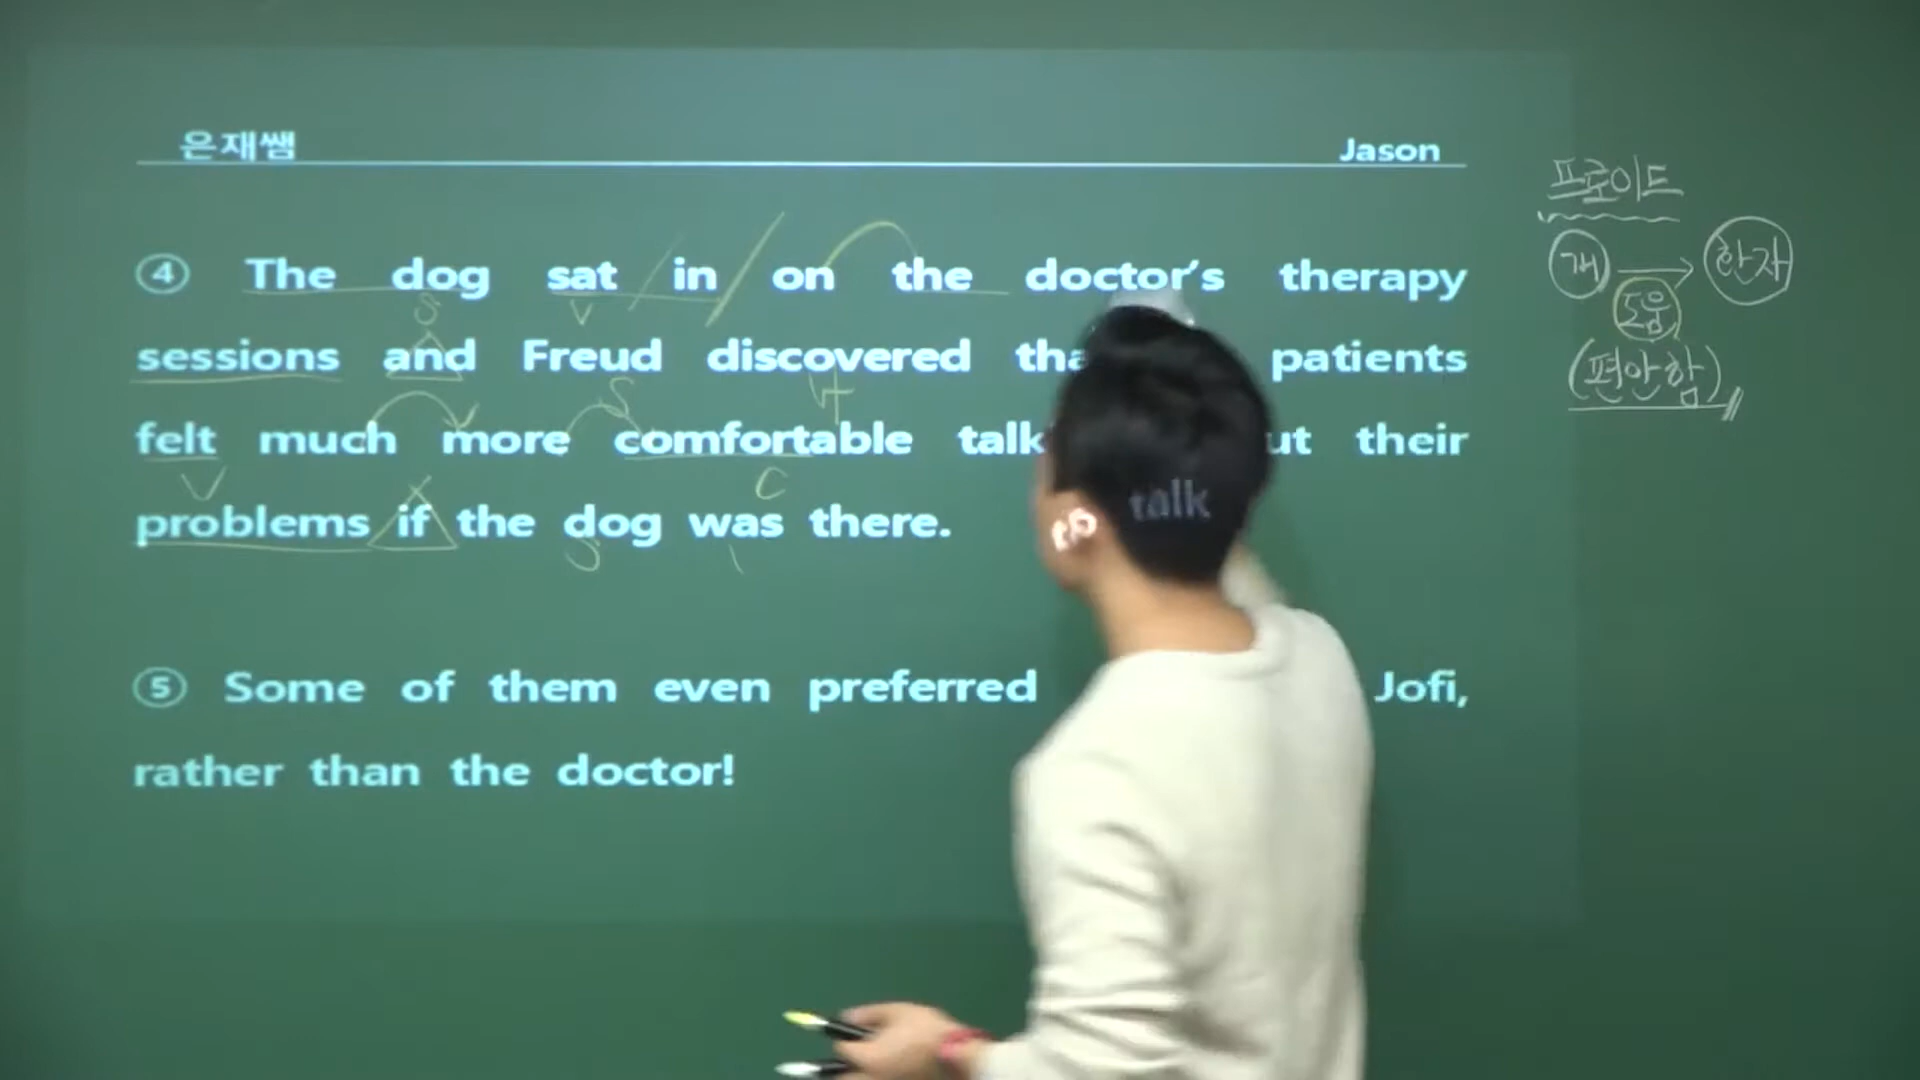 은재쌤 Jason
④ The dog sat in on the doctor's therapy
sessions and Freud discovered tha patients
felt much more comfortable talk ut their
problems if the dog was there.
⑤ Some of them even preferred to talk Jofi,
rather than the doctor!
프로이드
개 → 환자
도움
(편안함)
S
V
S
V
X
C
S